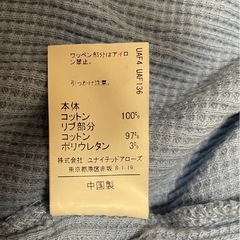 ワッペン部分はアイロ
ン禁止。
引っかけ注意。
本体
コットン 100%
リブ部分
コットン 97%
ポリウレタン 3%
株式会社 ユナイテッドアローズ
東京都港区赤坂 8-1-19
中国製
UAF4 UAF136